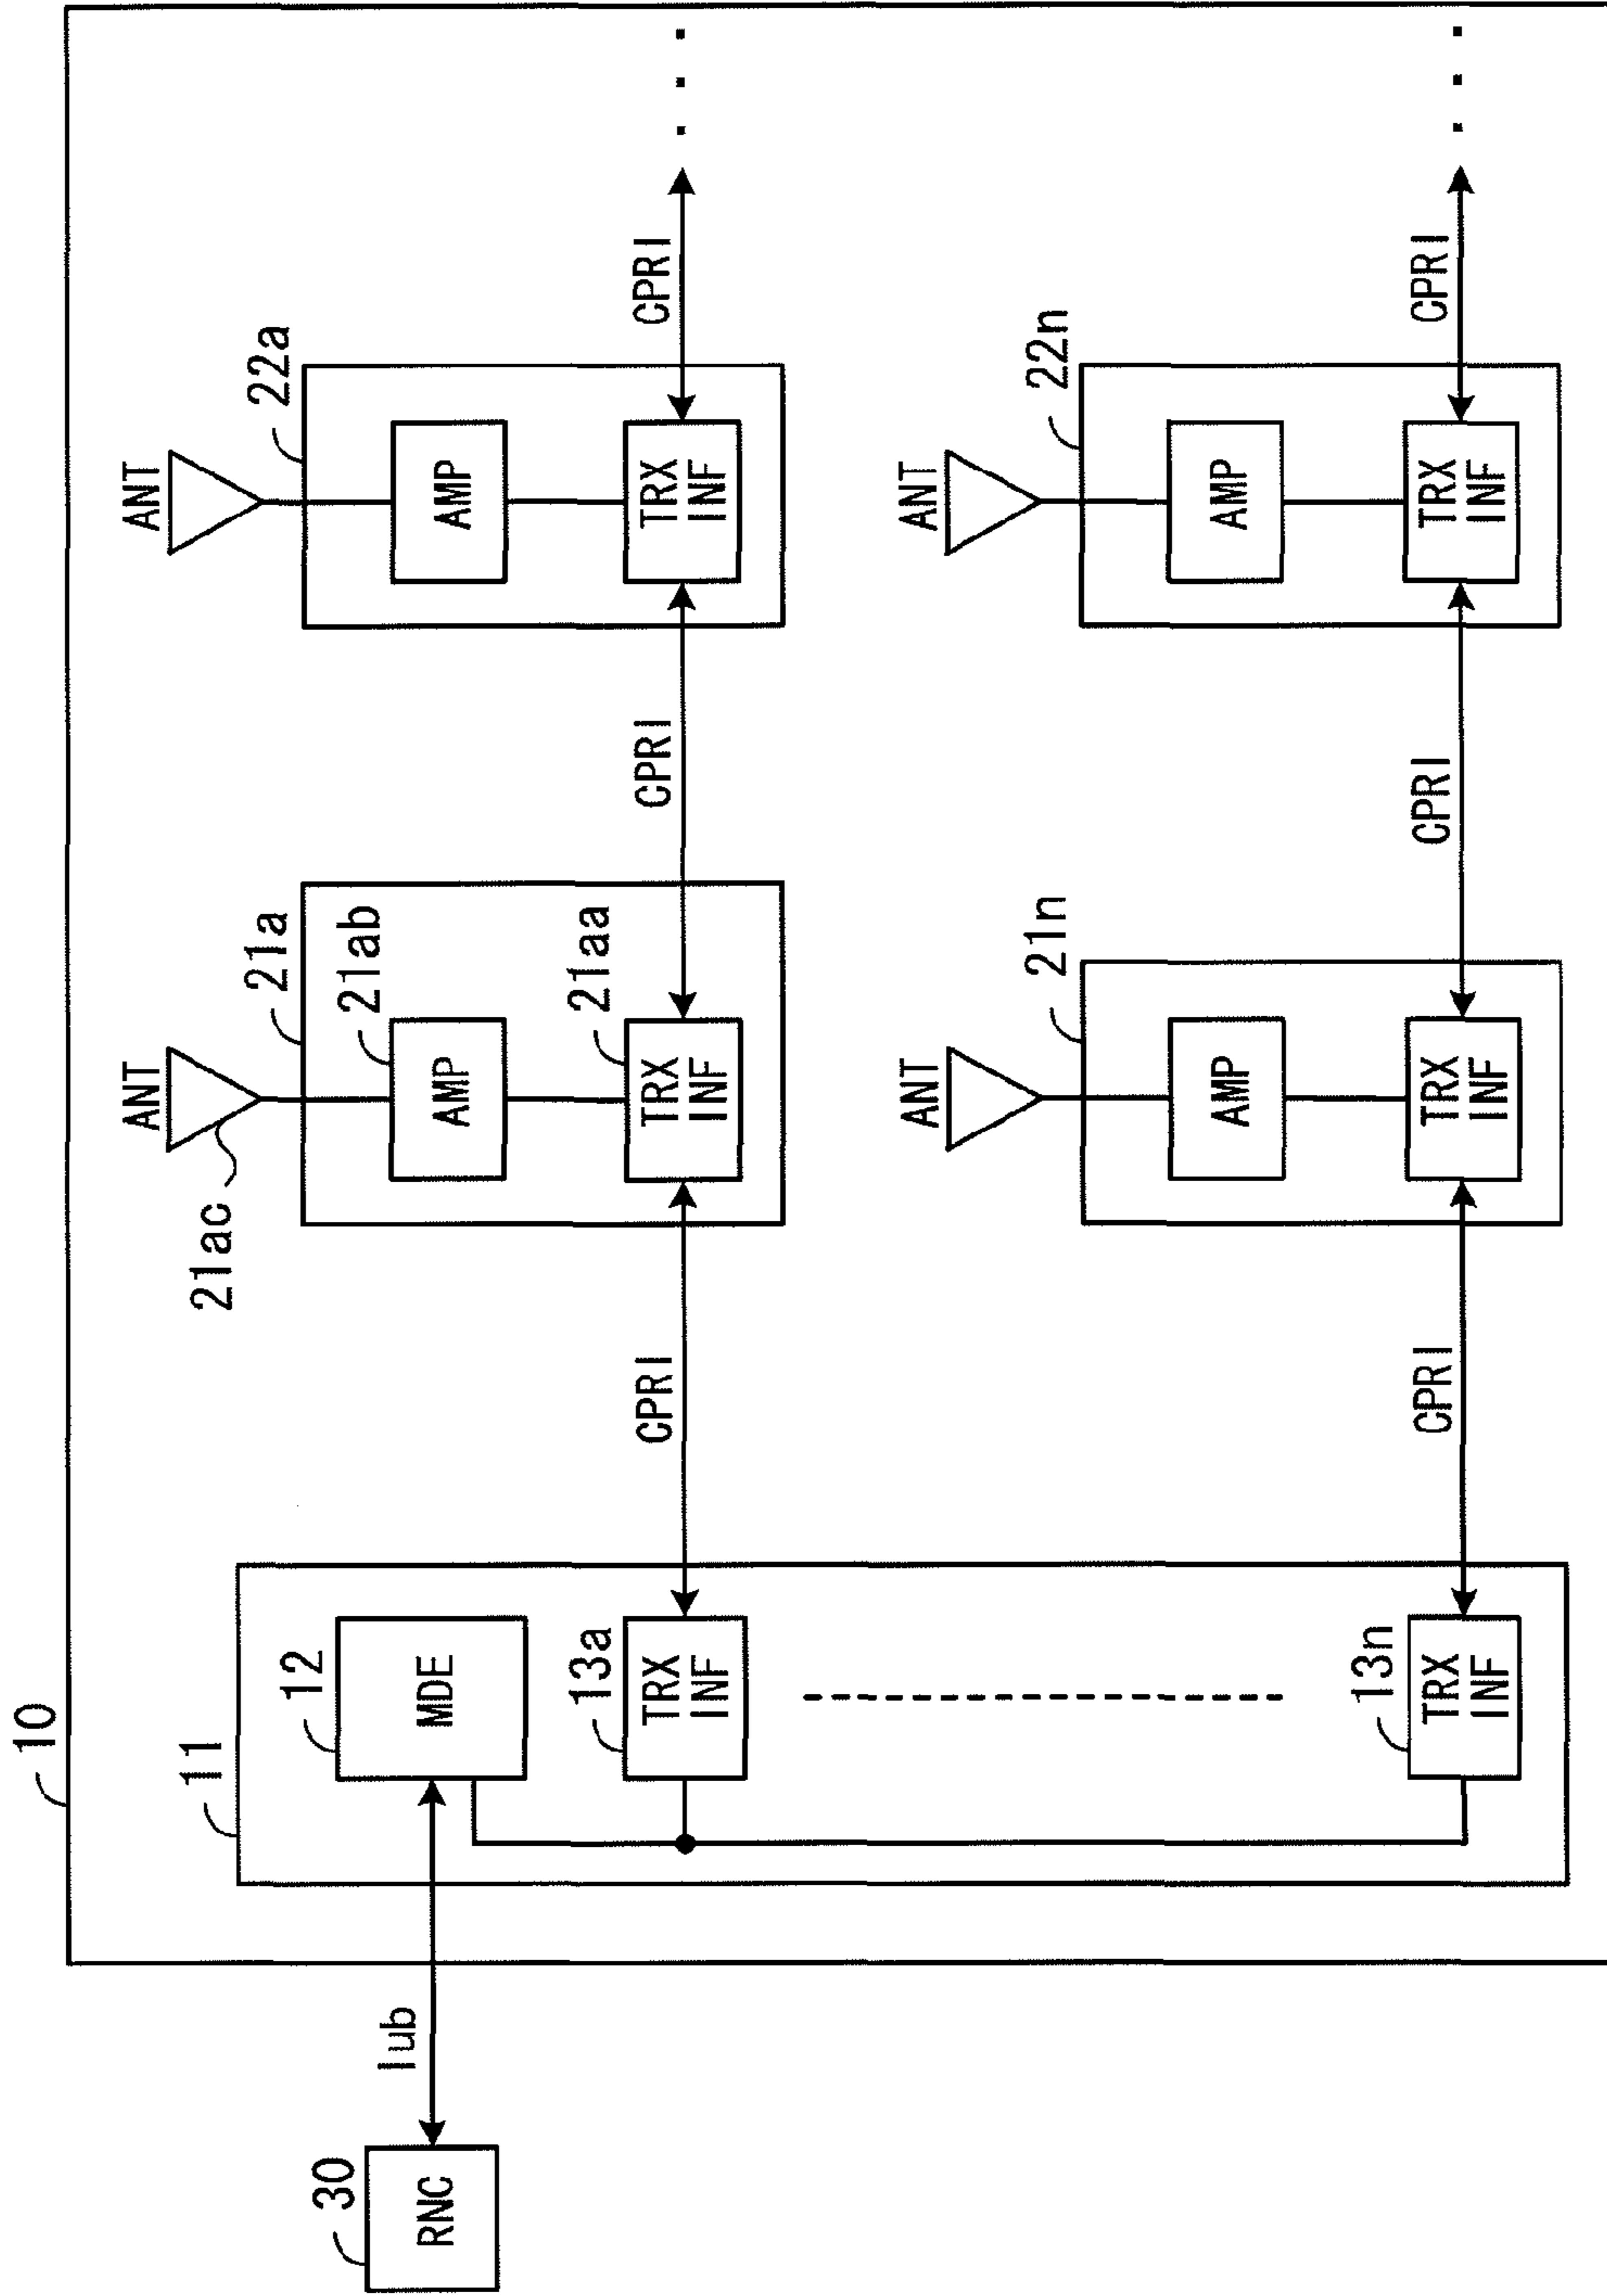 10
11
30
RNC
Iub
12
MDE
13a
TRX
INF
13n
TRX
INF
CPRI
CPRI
ANT
21ac
21a
21ab
AMP
21aa
TRX
INF
ANT
21n
AMP
TRX
INF
CPRI
CPRI
ANT
22a
AMP
TRX
INF
ANT
22n
AMP
TRX
INF
CPRI
CPRI